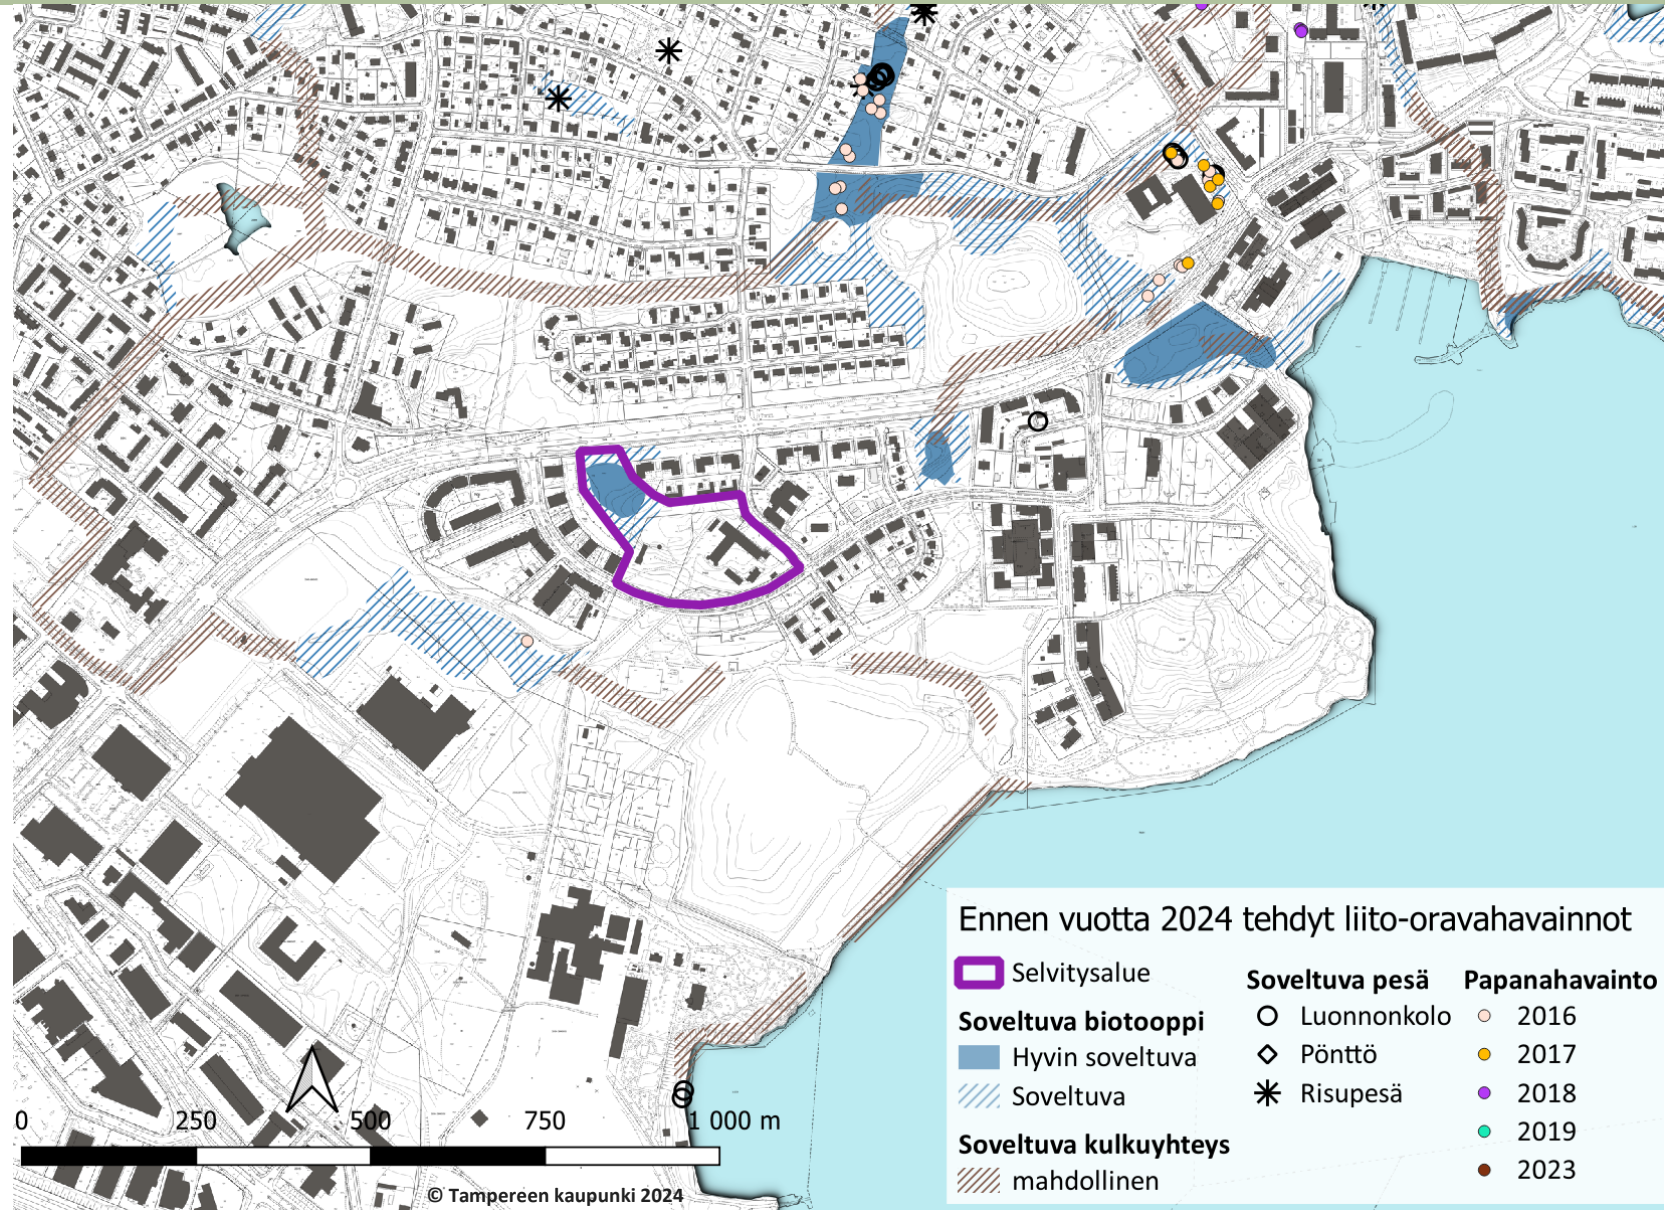 Ennen vuotta 2024 tehdyt liito-oravahavainnot
Selvitysalue
Soveltuva biotooppi
Hyvin soveltuva
Soveltuva
Soveltuva kulkuyhteys
mahdollinen
Soveltuva pesä
Luonnonkolo
Pönttö
Risupesä
Papanahavainto
2016
2017
2018
2019
2023
0 250 500 750 1 000 m
© Tampereen kaupunki 2024